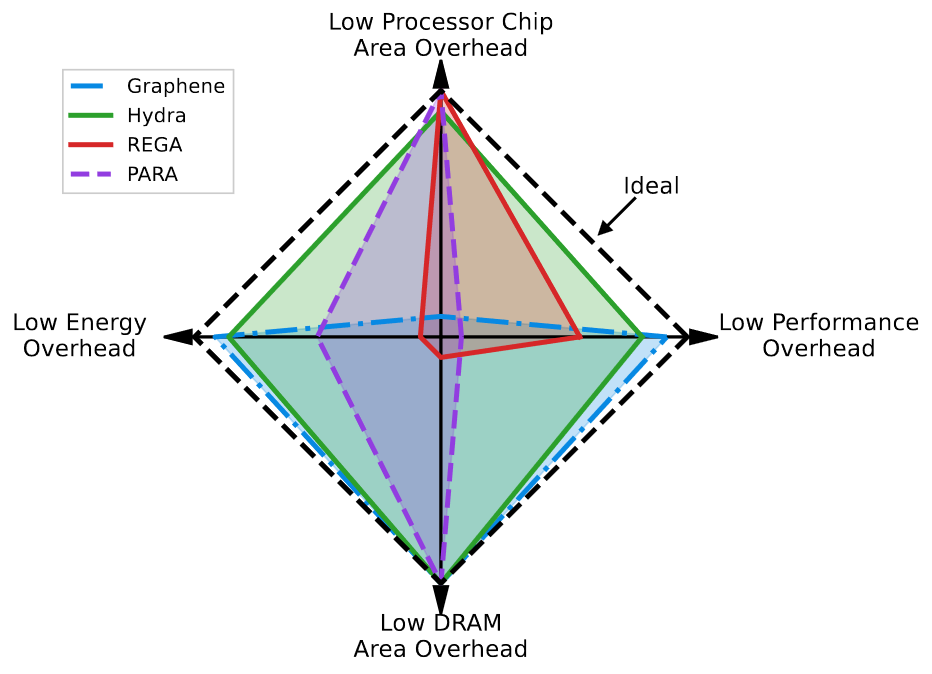 Low Processor Chip
Area Overhead
Graphene
Hydra
REGA
PARA
Ideal
Low Energy
Overhead
Low Performance
Overhead
Low DRAM
Area Overhead